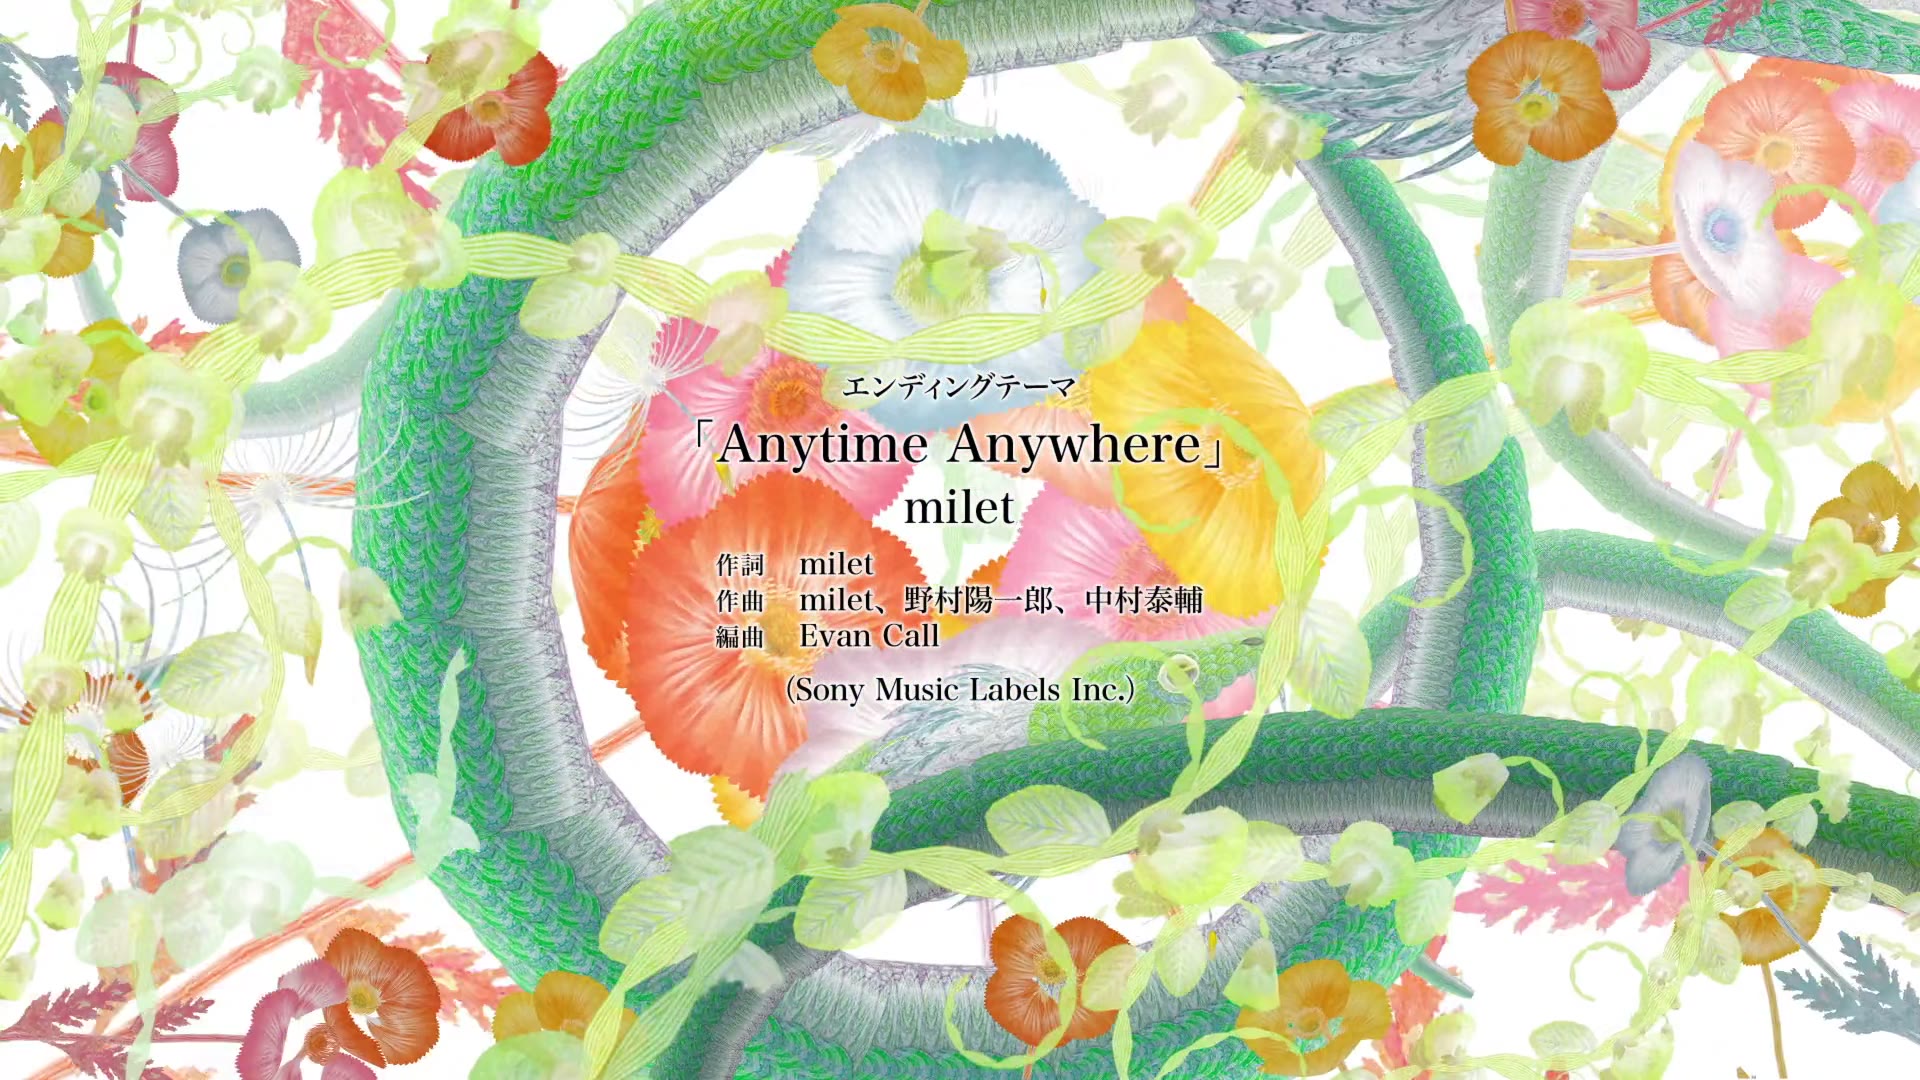 エンディングテーマ
「Anytime Anywhere」
milet
作詞 milet
作曲 milet、野村陽一郎、中村泰輔
編曲 Evan Call
(Sony Music Labels Inc.)